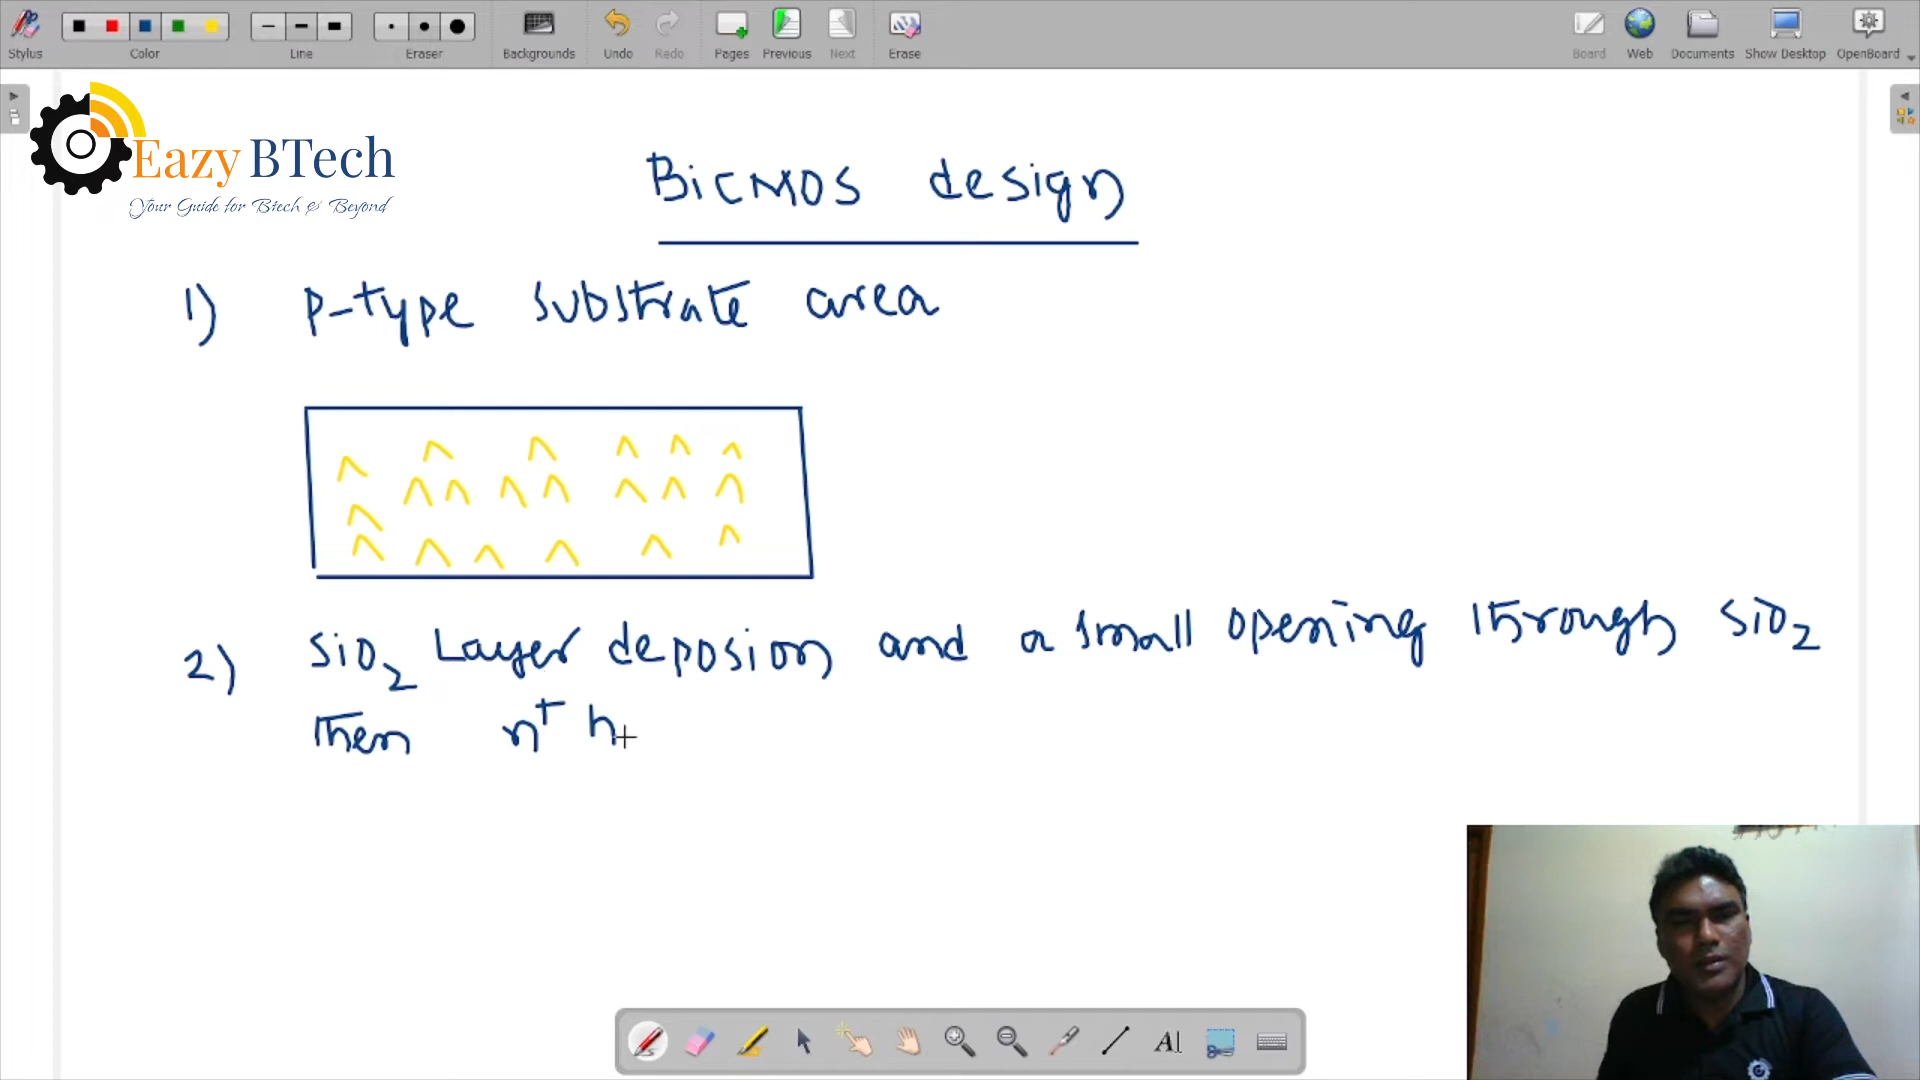 Stylus Color Line Eraser Backgrounds Undo Redo Pages Previous Next Erase Board Web Documents Show Desktop OpenBoard
Eazy BTech
Your Guide for Btech & Beyond
BiCMOS design
1) P-type substrate area
2) SiO2 Layer deposion and a small opening through SiO2
then n+ h
AI